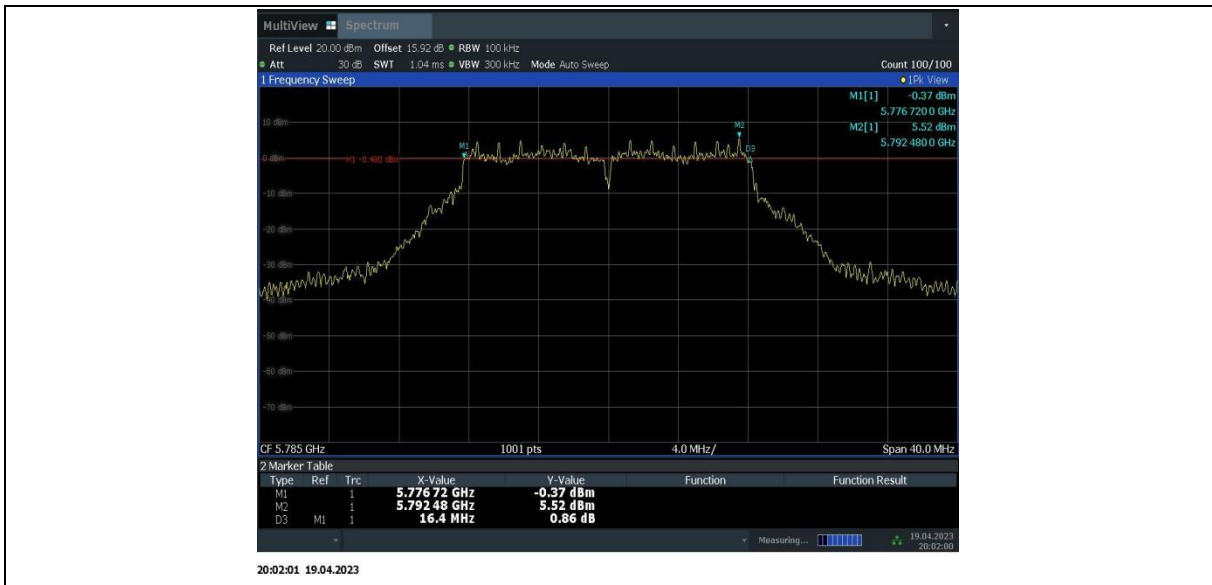 MultiView Spectrum
Ref Level 20.00 dBm Offset 15.92 dB RBW 100 kHz
Att 30 dB SWT 1.04 ms VBW 300 kHz Mode Auto Sweep Count 100/100
1 Frequency Sweep 1Pk View
M1[1] -0.37 dBm
5.776 720 0 GHz
M2[1] 5.52 dBm
5.792 480 0 GHz
10 dBm
M2
M1
D3
0 dBm
H1 -0.480 dBm
-10 dBm
-20 dBm
-30 dBm
-40 dBm
-50 dBm
-60 dBm
-70 dBm
CF 5.785 GHz 1001 pts 4.0 MHz/ Span 40.0 MHz
2 Marker Table
Type Ref Trc X-Value Y-Value Function Function Result
M1 1 5.776 72 GHz -0.37 dBm
M2 1 5.792 48 GHz 5.52 dBm
D3 M1 1 16.4 MHz 0.86 dB
Measuring... 19.04.2023
20:02:00
20:02:01 19.04.2023